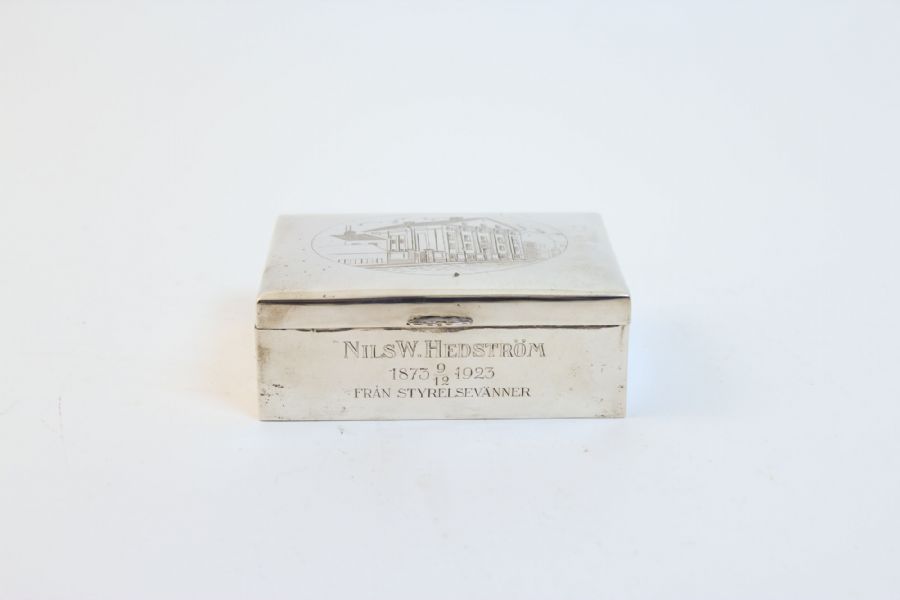 NILS W. HEDSTRÖM
1873 9/12 1923
FRÅN STYRELSEVÄNNER